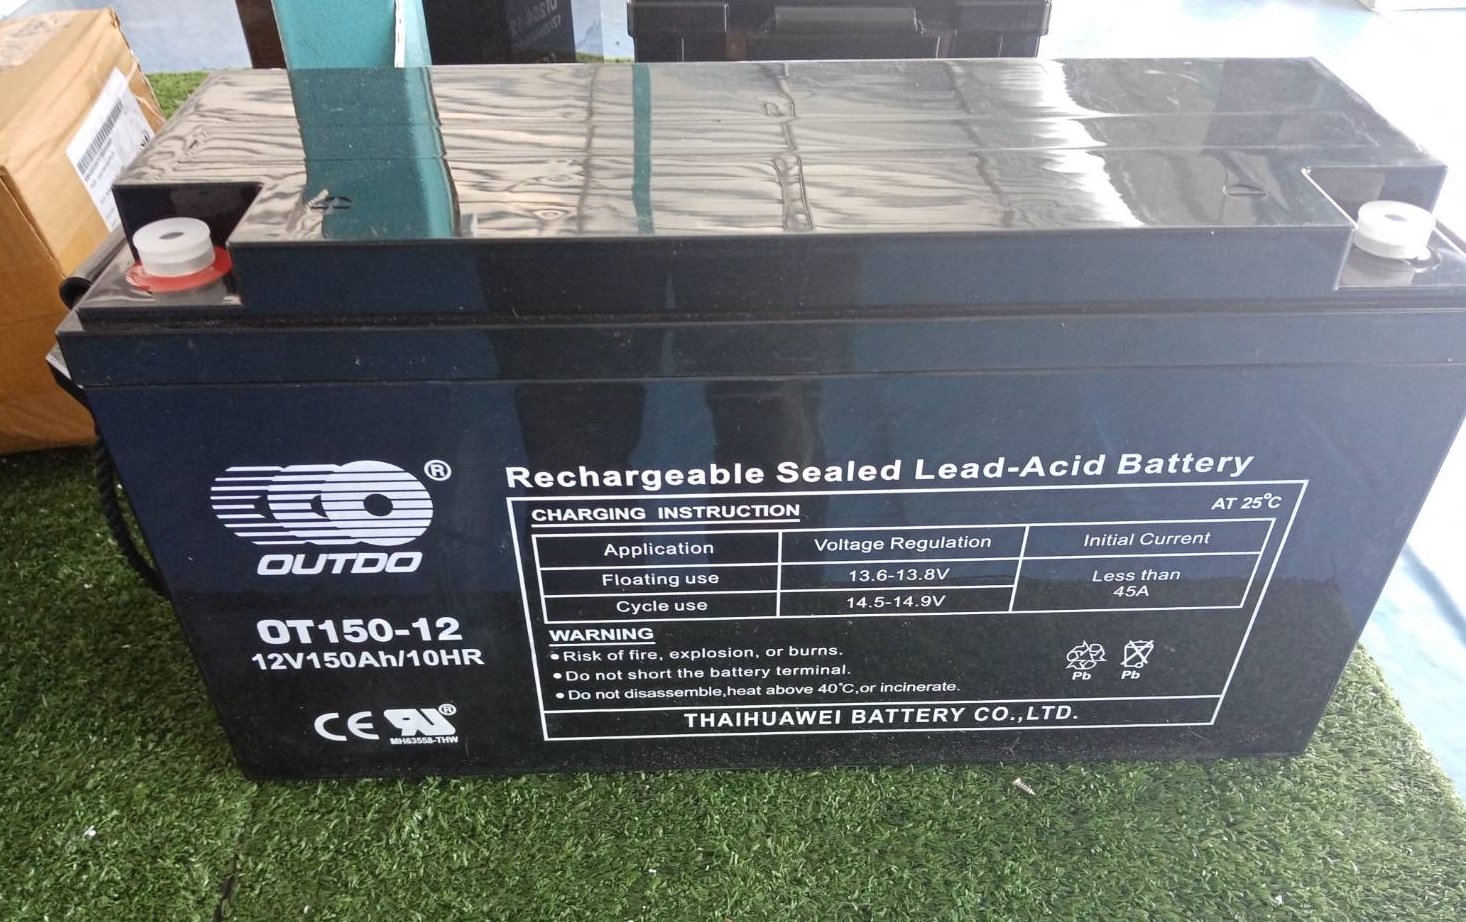 OUTDO
®
OT150-12
12V150Ah/10HR
CE
®
MH63558-THW
Rechargeable Sealed Lead-Acid Battery
CHARGING INSTRUCTION
AT 25°C
Application Voltage Regulation Initial Current
Floating use 13.6-13.8V Less than 45A
Cycle use 14.5-14.9V
WARNING
•Risk of fire, explosion, or burns.
•Do not short the battery terminal.
•Do not disassemble,heat above 40°C,or incinerate.
Pb Pb
THAIHUAWEI BATTERY CO.,LTD.